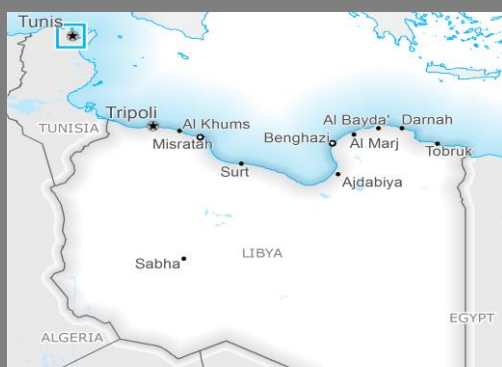 Tunis
Tripoli
Al Khums
TUNISIA
Misratah
Benghazi
Al Bayda'
Darnah
Al Marj
Tobruk
Surt
Ajdabiya
Sabha
LIBYA
EGYPT
ALGERIA